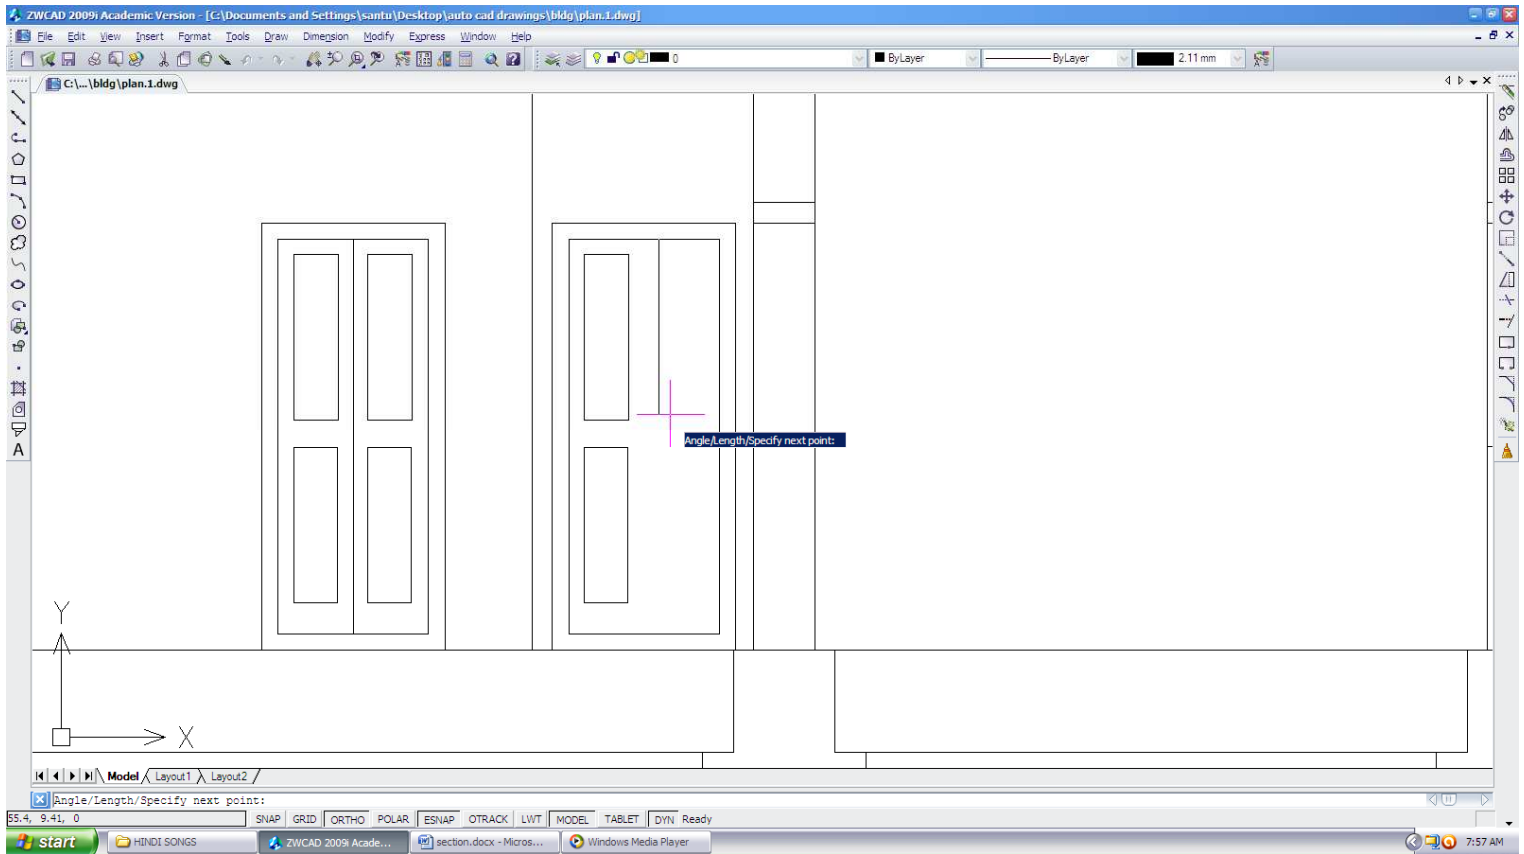 ZWCAD 2009i Academic Version - [C:\Documents and Settings\santu\Desktop\auto cad drawings\bldg\plan.1.dwg]
File Edit View Insert Format Tools Draw Dimension Modify Express Window Help
0 ByLayer ByLayer 2.11 mm
C:\...\bldg\plan.1.dwg
A
Angle/Length/Specify next point:
Y
X
Model Layout1 Layout2
Angle/Length/Specify next point:
55.4, 9.41, 0 SNAP GRID ORTHO POLAR ESNAP OTRACK LWT MODEL TABLET DYN Ready
start HINDI SONGS ZWCAD 2009i Acade... section.docx - Micros... Windows Media Player 7:57 AM